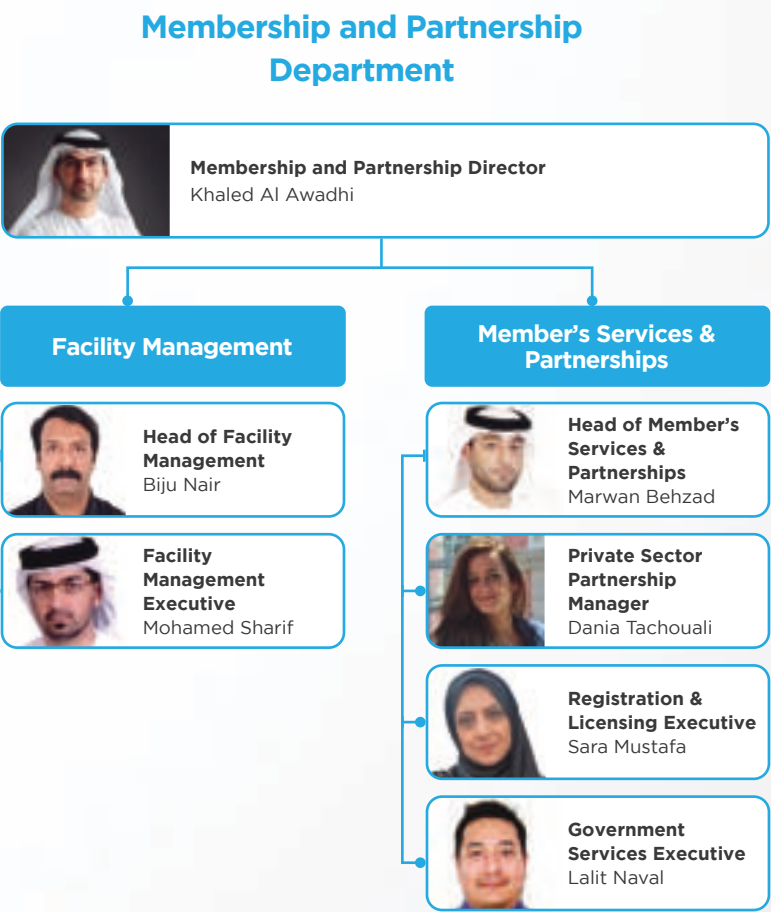 Membership and Partnership
Department
Membership and Partnership Director
Khaled Al Awadhi
Facility Management
Head of Facility
Management
Biju Nair
Facility
Management
Executive
Mohamed Sharif
Member’s Services &
Partnerships
Head of Member’s
Services &
Partnerships
Marwan Behzad
Private Sector
Partnership
Manager
Dania Tachouali
Registration &
Licensing Executive
Sara Mustafa
Government
Services Executive
Lalit Naval